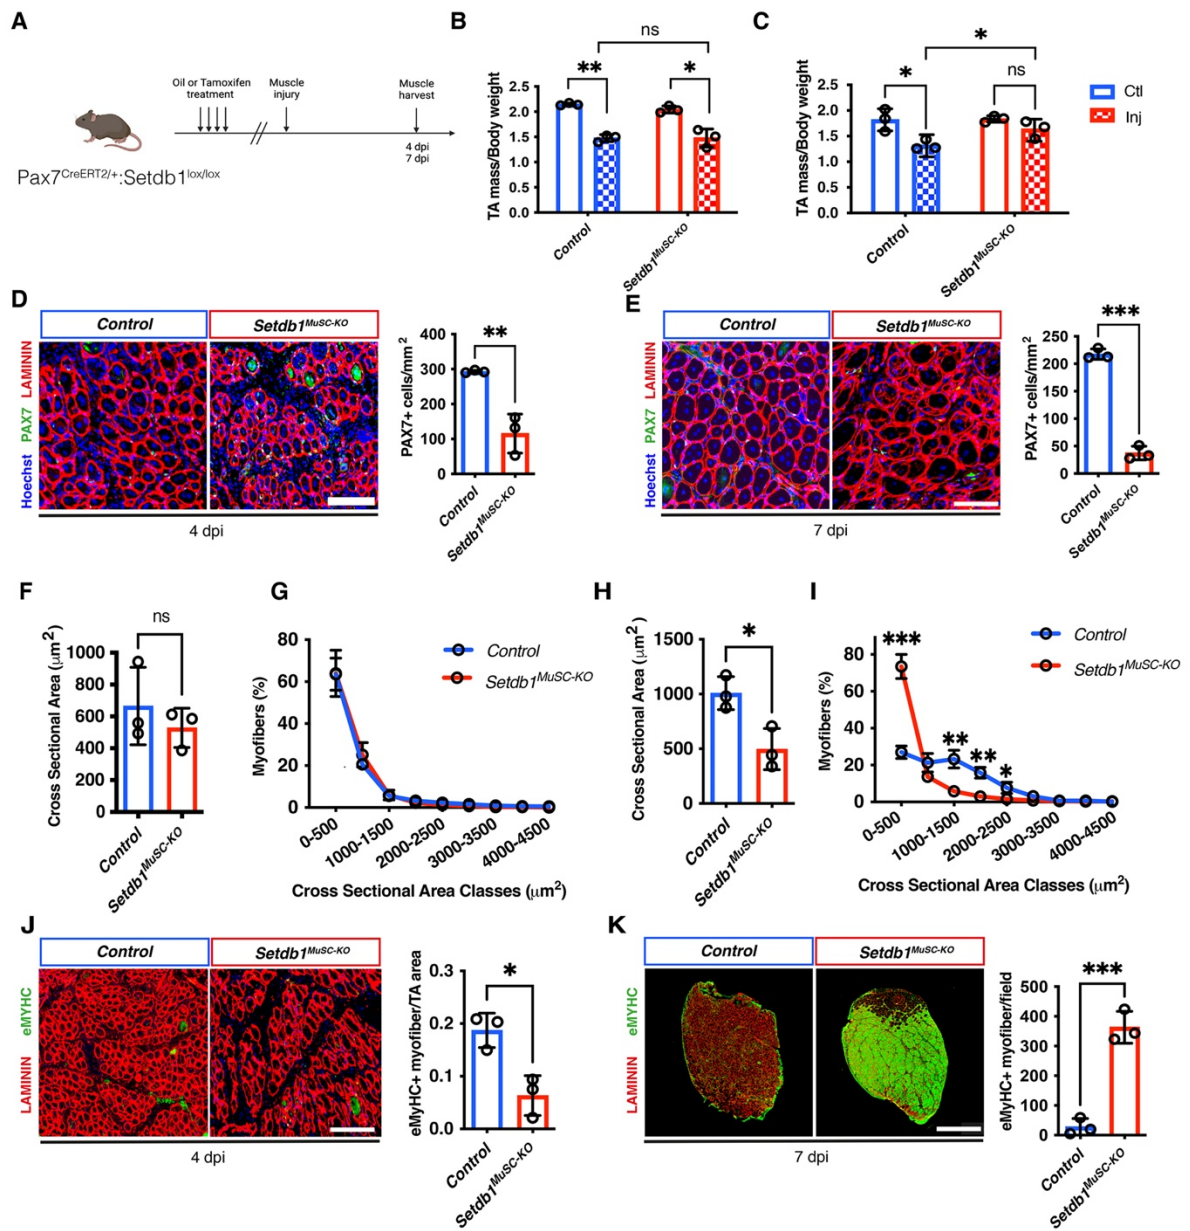 A
Oil or Tamoxifen
treatment
Muscle
injury
Muscle
harvest
4 dpi
7 dpi
Pax7CreERT2/+:Setdb1lox/lox
B
ns
**
*
TA mass/Body weight
2.5
2.0
1.5
1.0
0.5
0.0
Control
Setdb1MuSC-KO
C
*
*
ns
TA mass/Body weight
2.5
2.0
1.5
1.0
0.5
0.0
Control
Setdb1MuSC-KO
Ctl
Inj
D
Control
Setdb1MuSC-KO
Hoechst PAX7 LAMININ
4 dpi
**
PAX7+ cells/mm2
400
300
200
100
0
Control
Setdb1MuSC-KO
E
Control
Setdb1MuSC-KO
Hoechst PAX7 LAMININ
7 dpi
***
PAX7+ cells/mm2
250
200
150
100
50
0
Control
Setdb1MuSC-KO
F
ns
Cross Sectional Area (μm2)
1000
800
600
400
200
0
Control
Setdb1MuSC-KO
G
Myofibers (%)
80
60
40
20
0
0-500
1000-1500
2000-2500
3000-3500
4000-4500
Cross Sectional Area Classes (μm2)
Control
Setdb1MuSC-KO
H
*
Cross Sectional Area (μm2)
1500
1000
500
0
Control
Setdb1MuSC-KO
I
***
**
**
*
Myofibers (%)
80
60
40
20
0
0-500
1000-1500
2000-2500
3000-3500
4000-4500
Cross Sectional Area Classes (μm2)
Control
Setdb1MuSC-KO
J
Control
Setdb1MuSC-KO
LAMININ eMYHC
4 dpi
*
eMyHC+ myofiber/TA area
0.3
0.2
0.1
0.0
Control
Setdb1MuSC-KO
K
Control
Setdb1MuSC-KO
LAMININ eMYHC
7 dpi
***
eMyHC+ myofiber/field
500
400
300
200
100
0
Control
Setdb1MuSC-KO